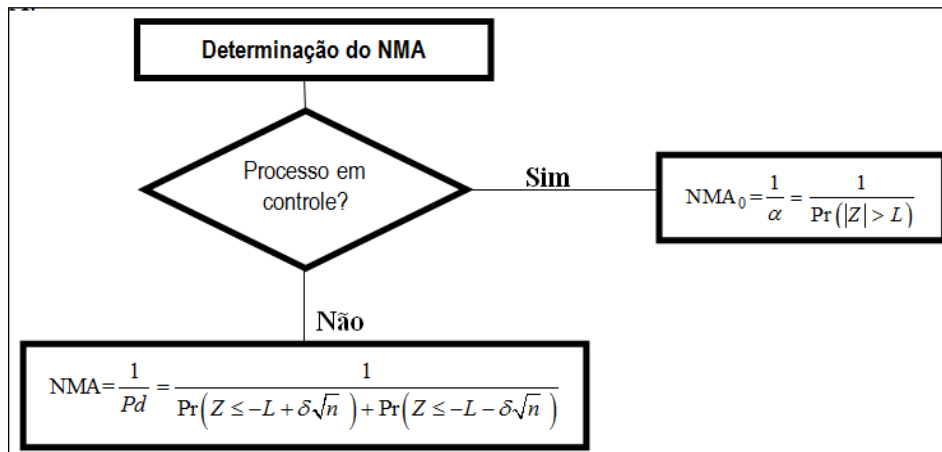 Determinação do NMA
Processo em
controle?
Sim
NMA₀ = 1/α = 1/Pr(|Z| > L)
Não
NMA = 1/Pd = 1/(Pr(Z ≤ -L + δ√n) + Pr(Z ≤ -L - δ√n))